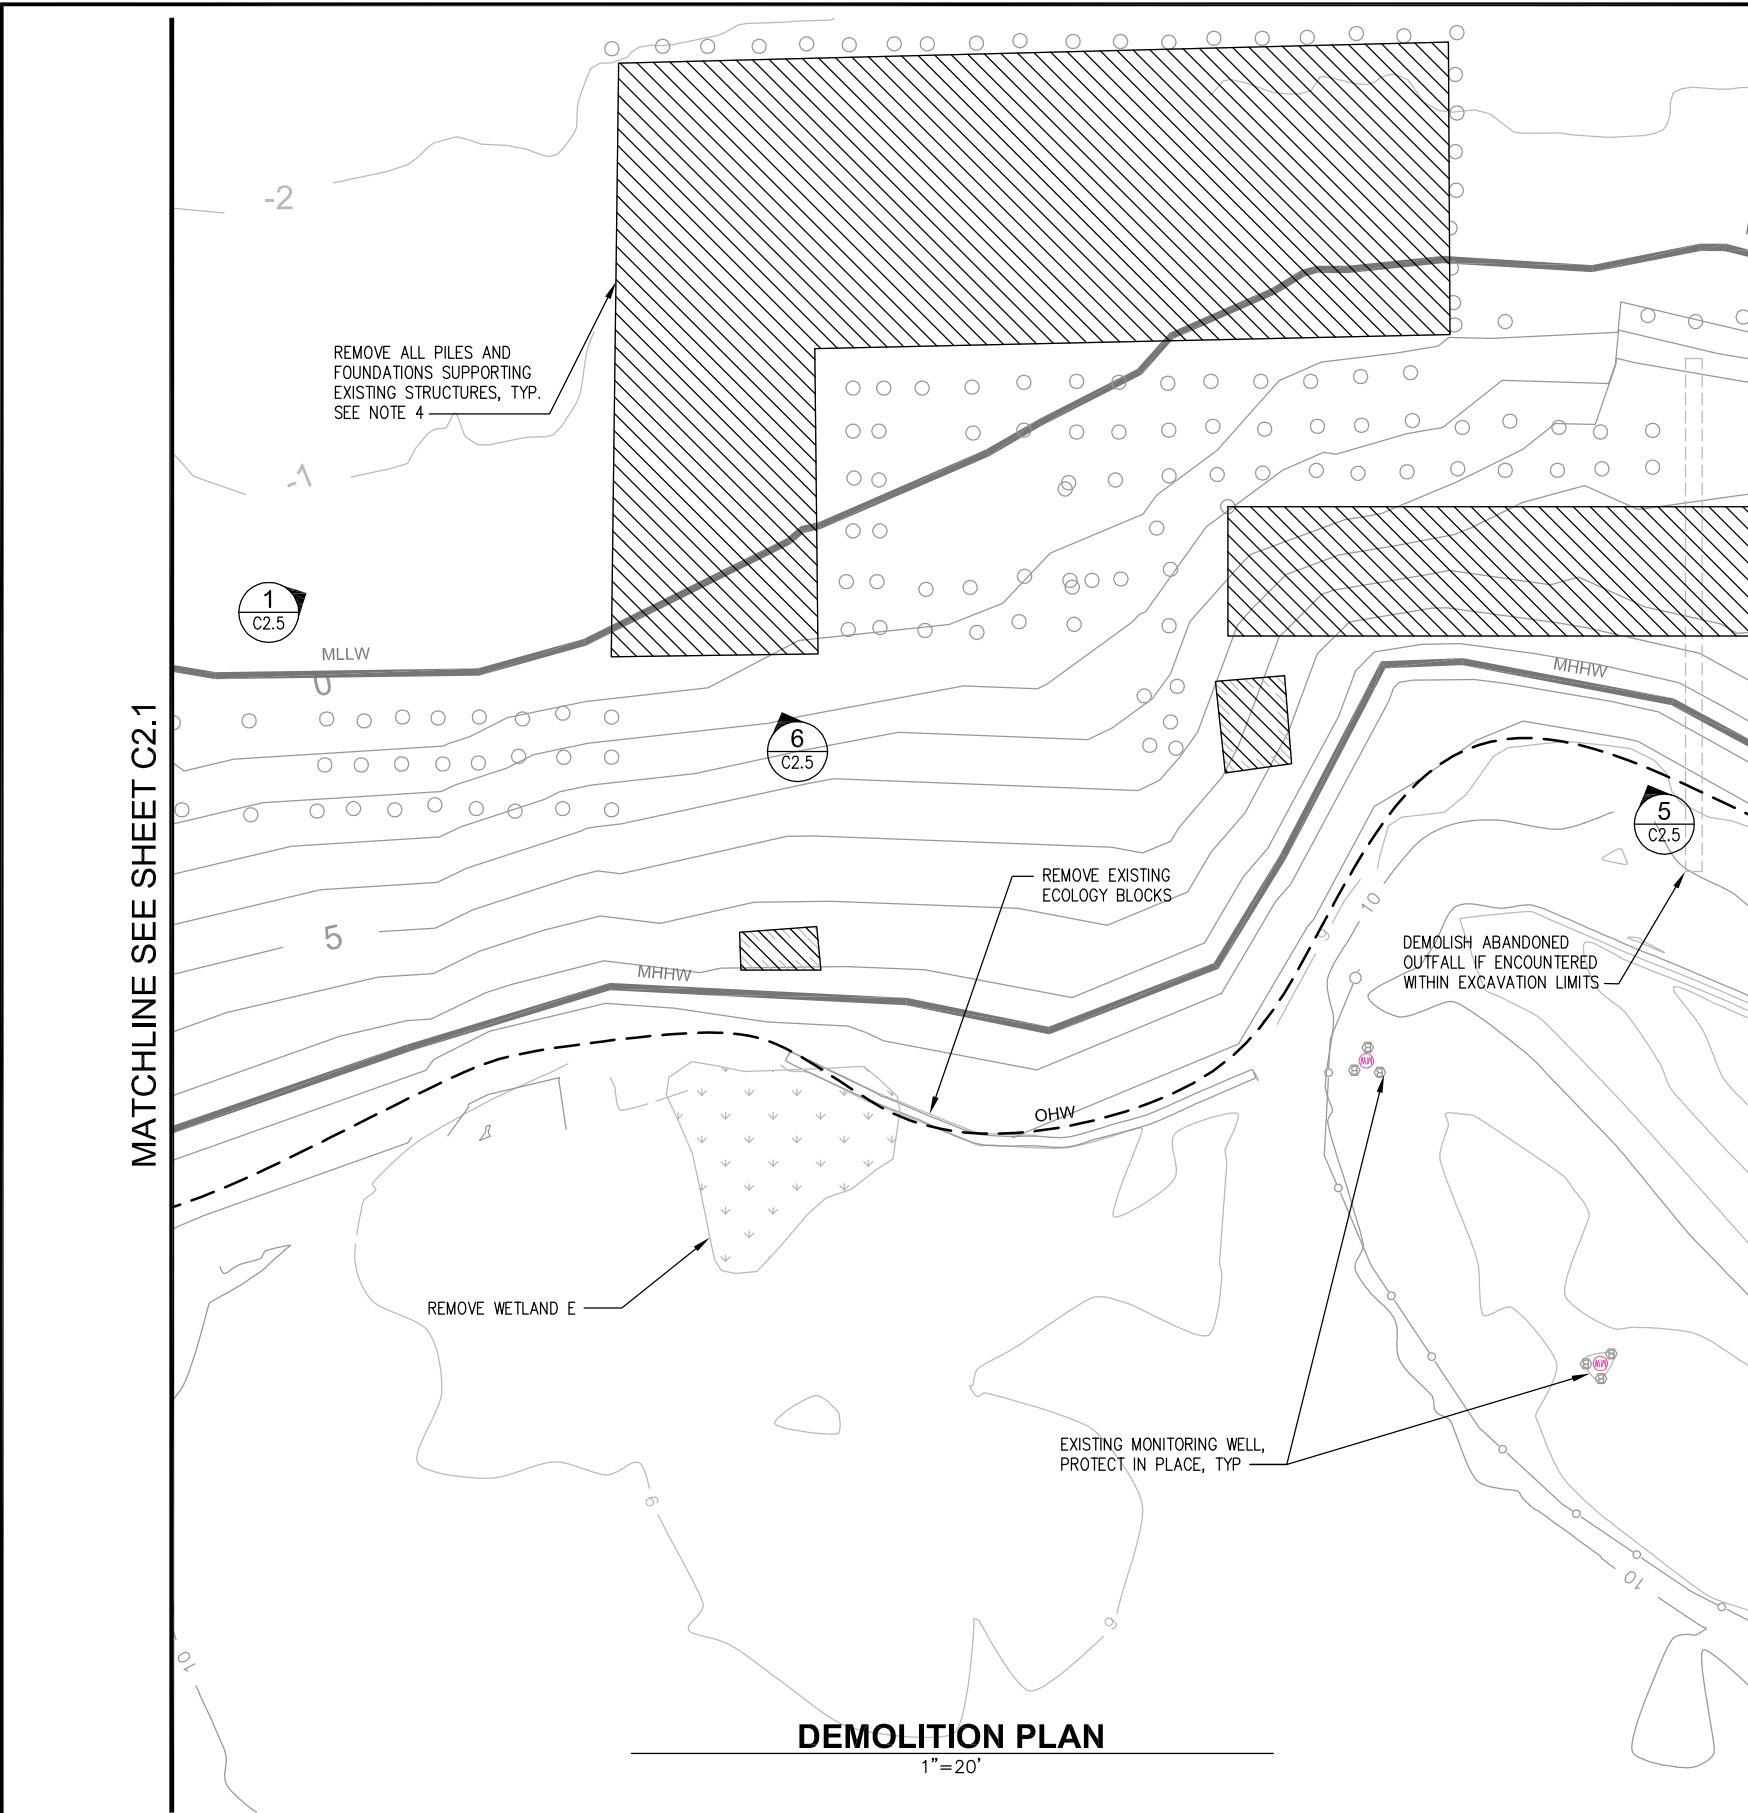 -2
REMOVE ALL PILES AND
FOUNDATIONS SUPPORTING
EXISTING STRUCTURES, TYP.
SEE NOTE 4
-1
1
C2.5
MLLW
0
MHHW
6
C2.5
MATCHLINE SEE SHEET C2.1
5
C2.5
REMOVE EXISTING
ECOLOGY BLOCKS
10
9
5
DEMOLISH ABANDONED
OUTFALL IF ENCOUNTERED
WITHIN EXCAVATION LIMITS
MHHW
MW
OHW
REMOVE WETLAND E
MW
EXISTING MONITORING WELL,
PROTECT IN PLACE, TYP
9
10
9
10
DEMOLITION PLAN
1"=20'